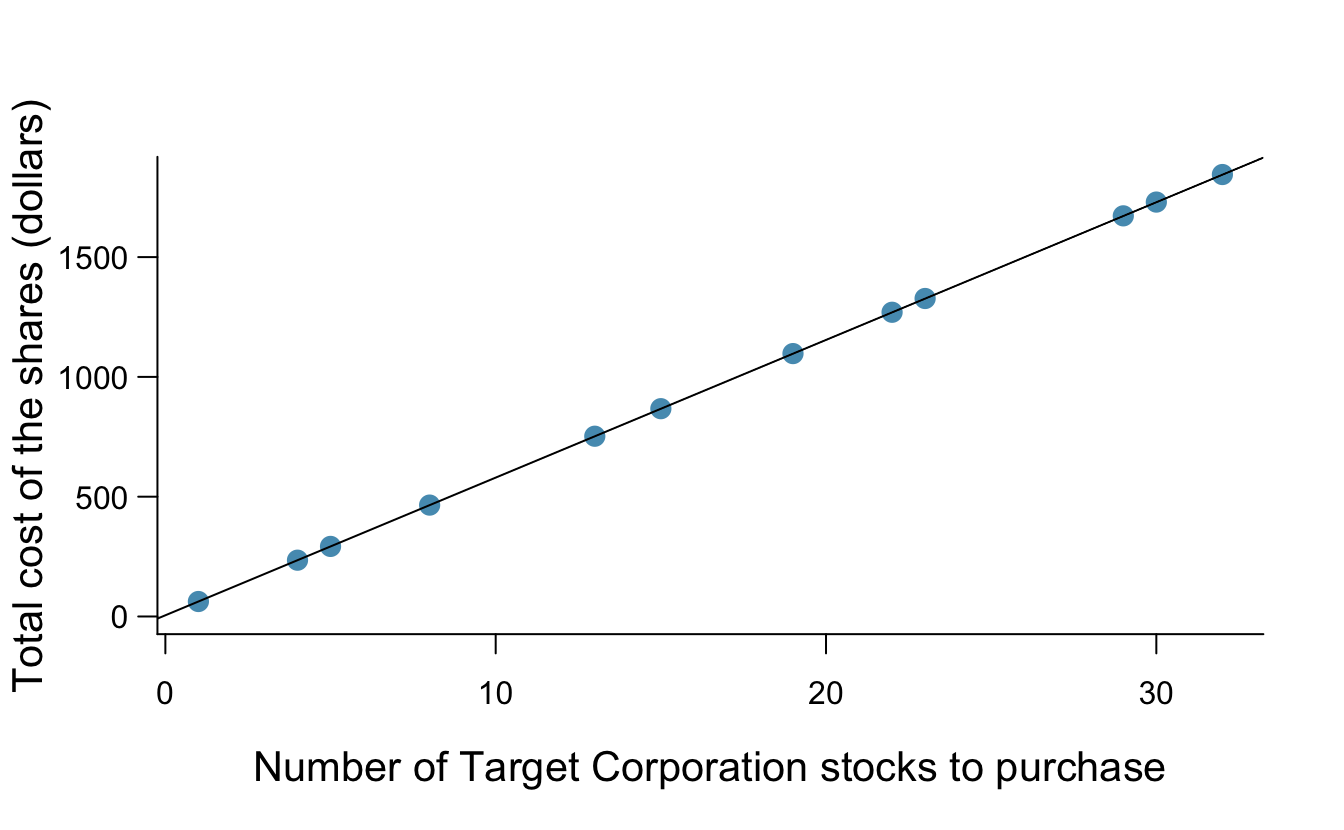 Total cost of the shares (dollars)
1500
1000
500
0
0 10 20 30
Number of Target Corporation stocks to purchase